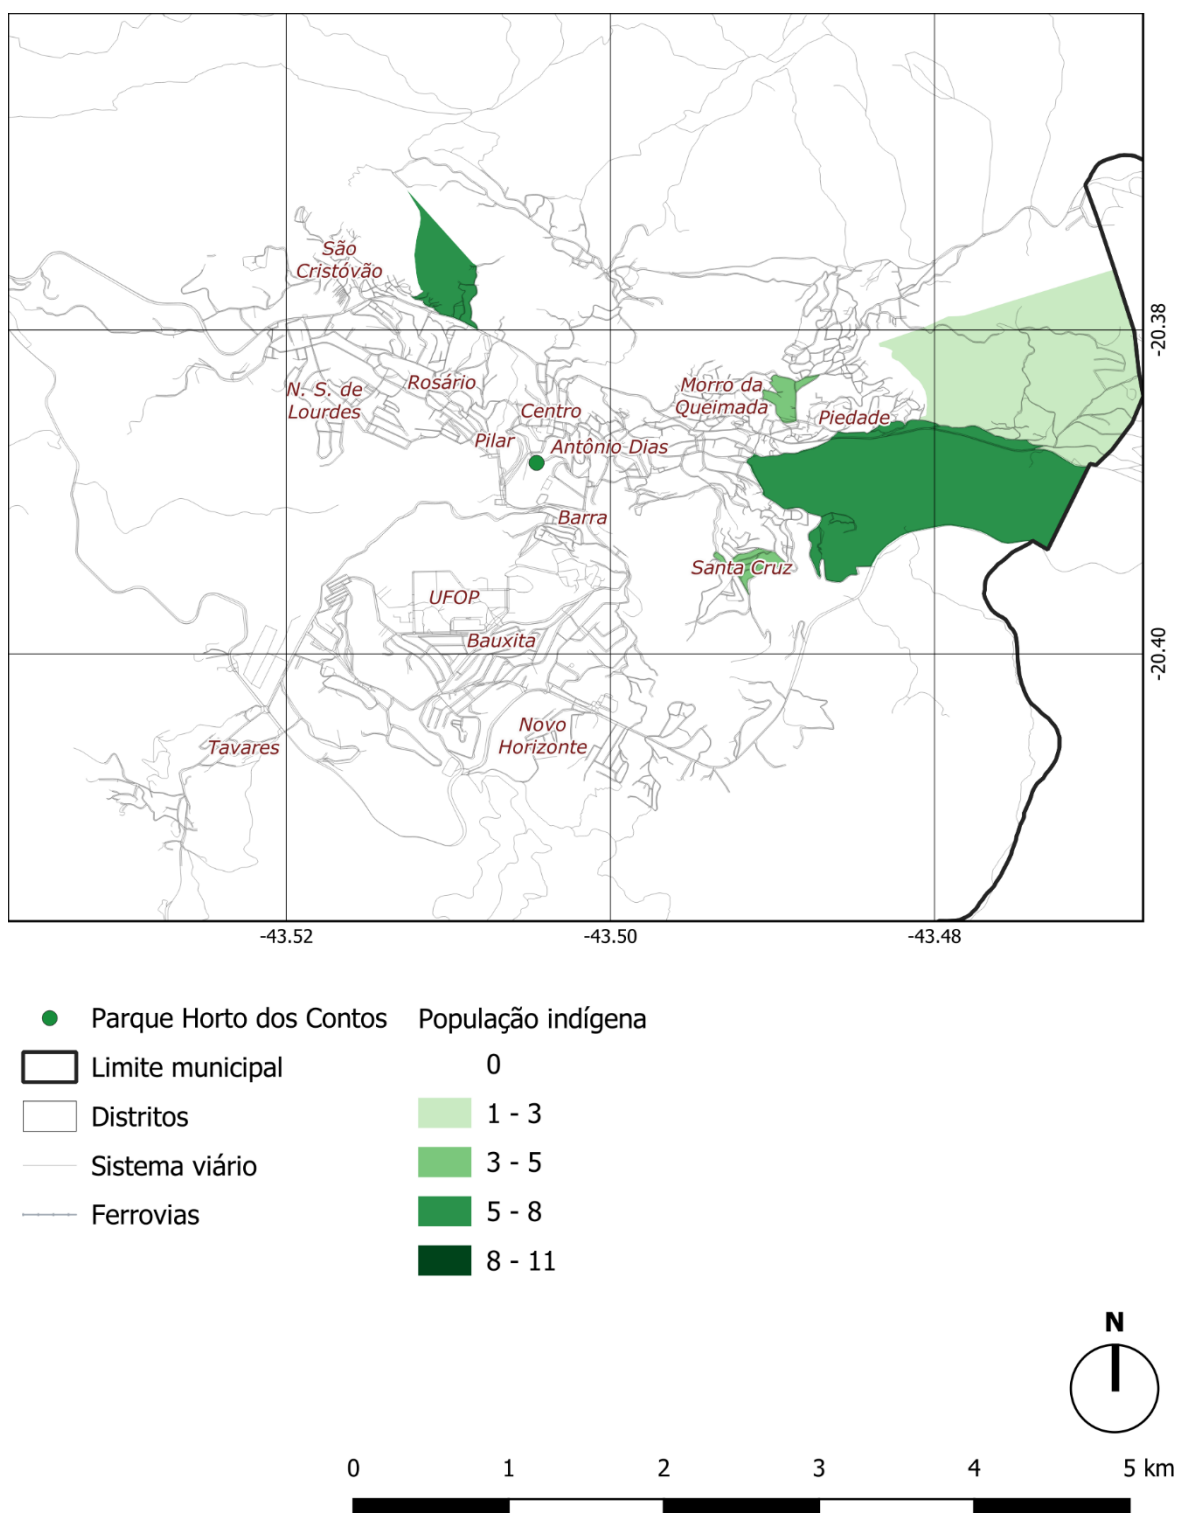 São
Cristóvão
-20.38
N. S. de
Lourdes
Rosário
Centro
Morro da
Queimada
Piedade
Pilar
Antônio Dias
Barra
Santa Cruz
UFOP
Bauxita
-20.40
Novo
Horizonte
Tavares
-43.52
-43.50
-43.48
Parque Horto dos Contos
Limite municipal
Distritos
Sistema viário
Ferrovias
População indígena
0
1 - 3
3 - 5
5 - 8
8 - 11
N
0 1 2 3 4 5 km